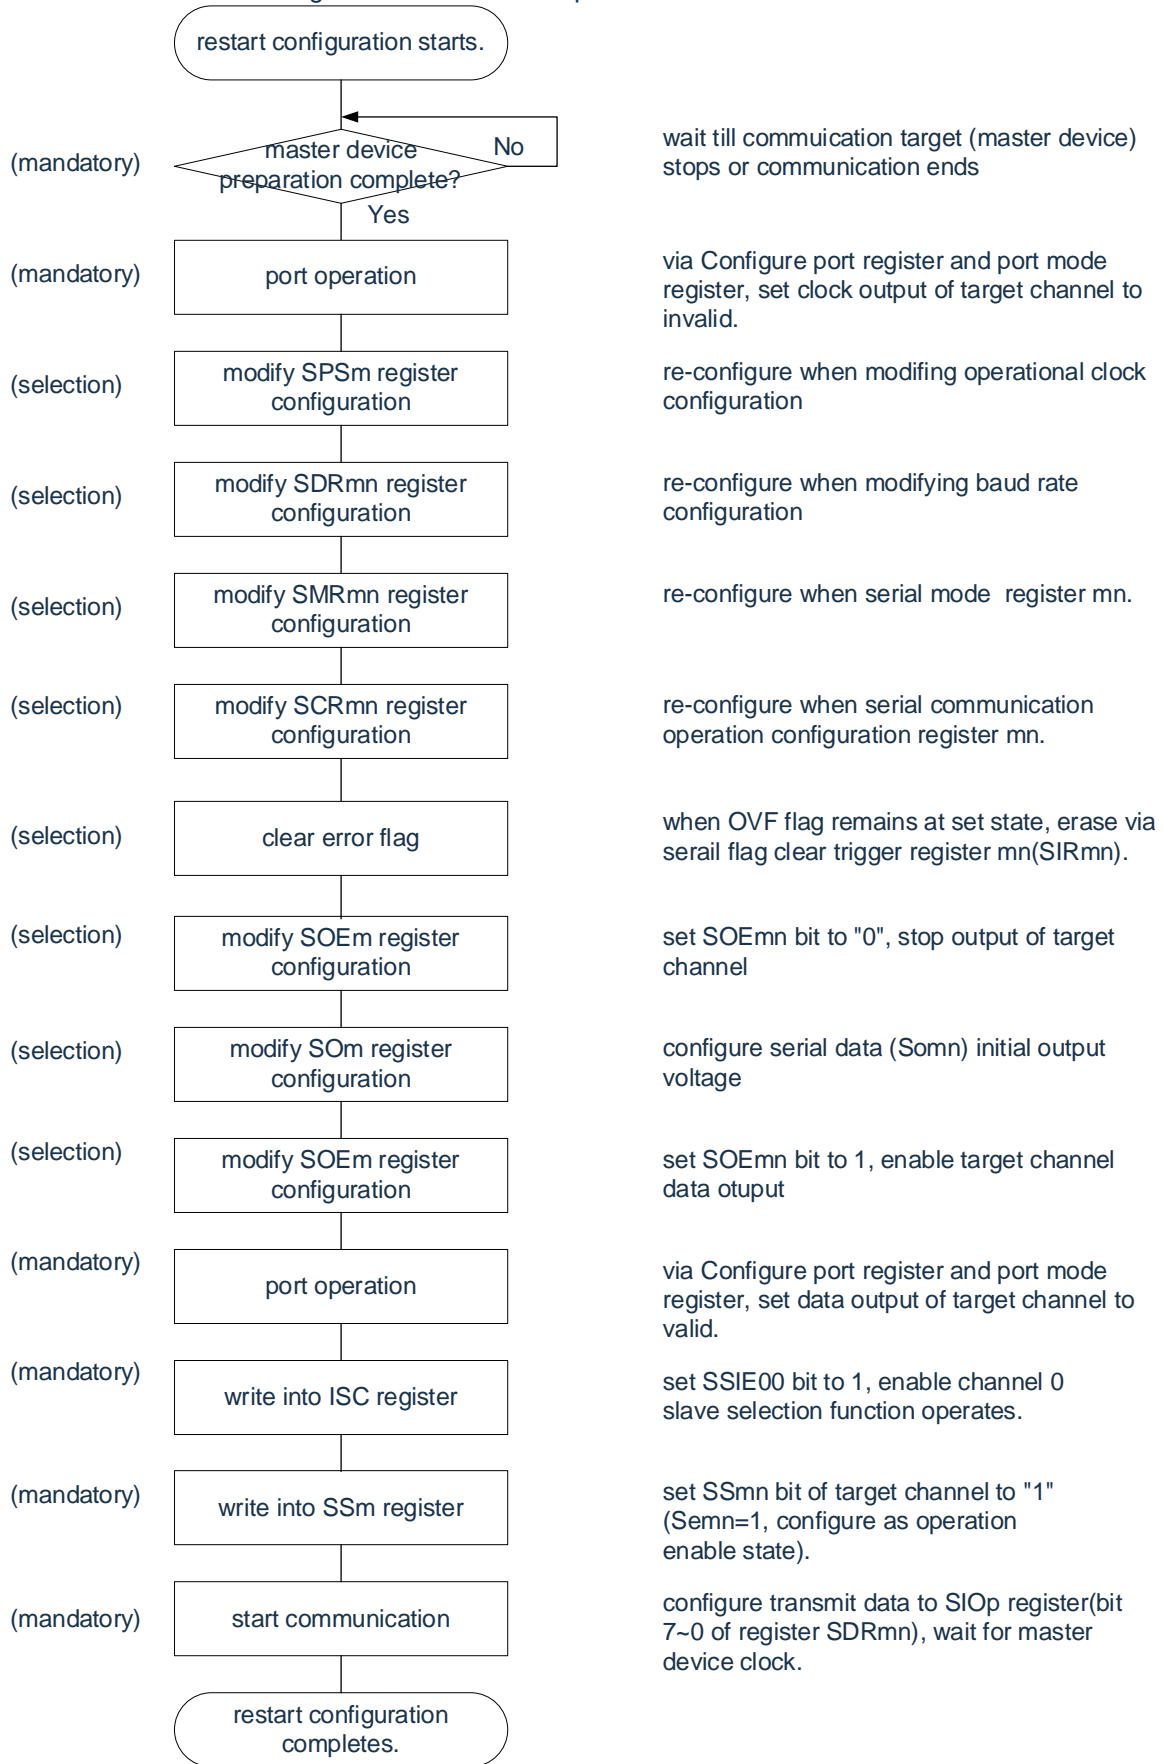 restart configuration starts.
No
master device
preparation complete?
(mandatory)
wait till commuication target (master device)
stops or communication ends
Yes
(mandatory)
port operation
via Configure port register and port mode
register, set clock output of target channel to
invalid.
(selection)
modify SPSm register
configuration
re-configure when modifing operational clock
configuration
(selection)
modify SDRmn register
configuration
re-configure when modifying baud rate
configuration
(selection)
modify SMRmn register
configuration
re-configure when serial mode  register mn.
(selection)
modify SCRmn register
configuration
re-configure when serial communication
operation configuration register mn.
(selection)
clear error flag
when OVF flag remains at set state, erase via
serail flag clear trigger register mn(SIRmn).
(selection)
modify SOEm register
configuration
set SOEmn bit to "0", stop output of target
channel
(selection)
modify SOm register
configuration
configure serial data (Somn) initial output
voltage
(selection)
modify SOEm register
configuration
set SOEmn bit to 1, enable target channel
data otuput
(mandatory)
port operation
via Configure port register and port mode
register, set data output of target channel to
valid.
(mandatory)
write into ISC register
set SSIE00 bit to 1, enable channel 0
slave selection function operates.
(mandatory)
write into SSm register
set SSmn bit of target channel to "1"
(Semn=1, configure as operation
enable state).
(mandatory)
start communication
configure transmit data to SIOp register(bit
7~0 of register SDRmn), wait for master
device clock.
restart configuration
completes.